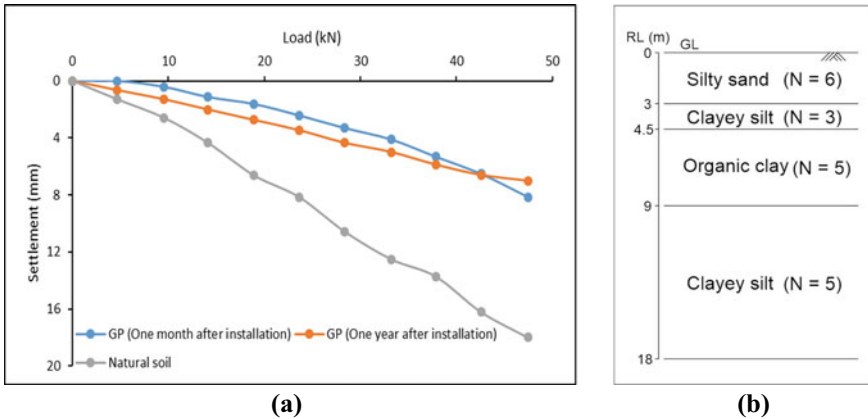 Load (kN)
0 10 20 30 40 50
0
4
8
12
16
20
Settlement (mm)
GP (One month after installation)
GP (One year after installation)
Natural soil
(a)
RL (m) GL
0
Silty sand (N = 6)
3
Clayey silt (N = 3)
4.5
Organic clay (N = 5)
9
Clayey silt (N = 5)
18
(b)